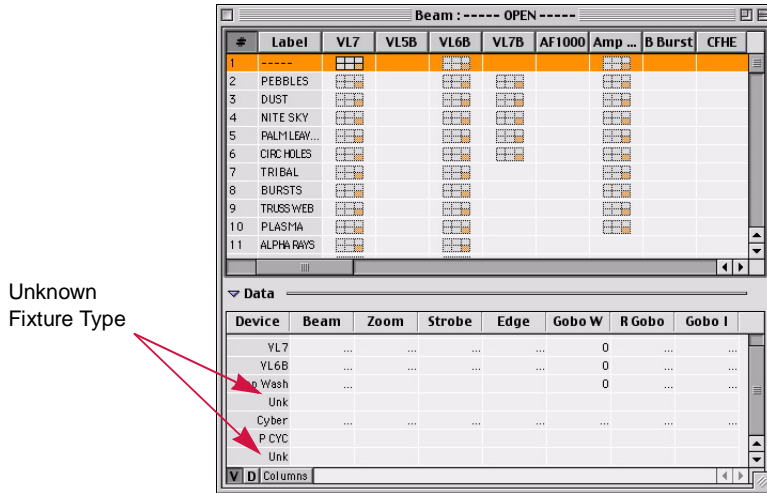 Beam : ----- OPEN -----
# Label VL7 VL5B VL6B VL7B AF1000 Amp ... B Burst CFHE
1 -----
2 PEBBLES
3 DUST
4 NITE SKY
5 PALM LEAV...
6 CIRC HOLES
7 TRIBAL
8 BURSTS
9 TRUSS WEB
10 PLASMA
11 ALPHA RAYS
Data
Device Beam Zoom Strobe Edge Gobo W R Gobo Gobo I
VL7 ... ... ... ... 0 ... ...
VL6B ... ... ... ... 0 ... ...
p Wash ... 0 ... ...
Unk
Cyber ... ... ... ... ... ... ...
P CYC
Unk
V D Columns
Unknown
Fixture Type